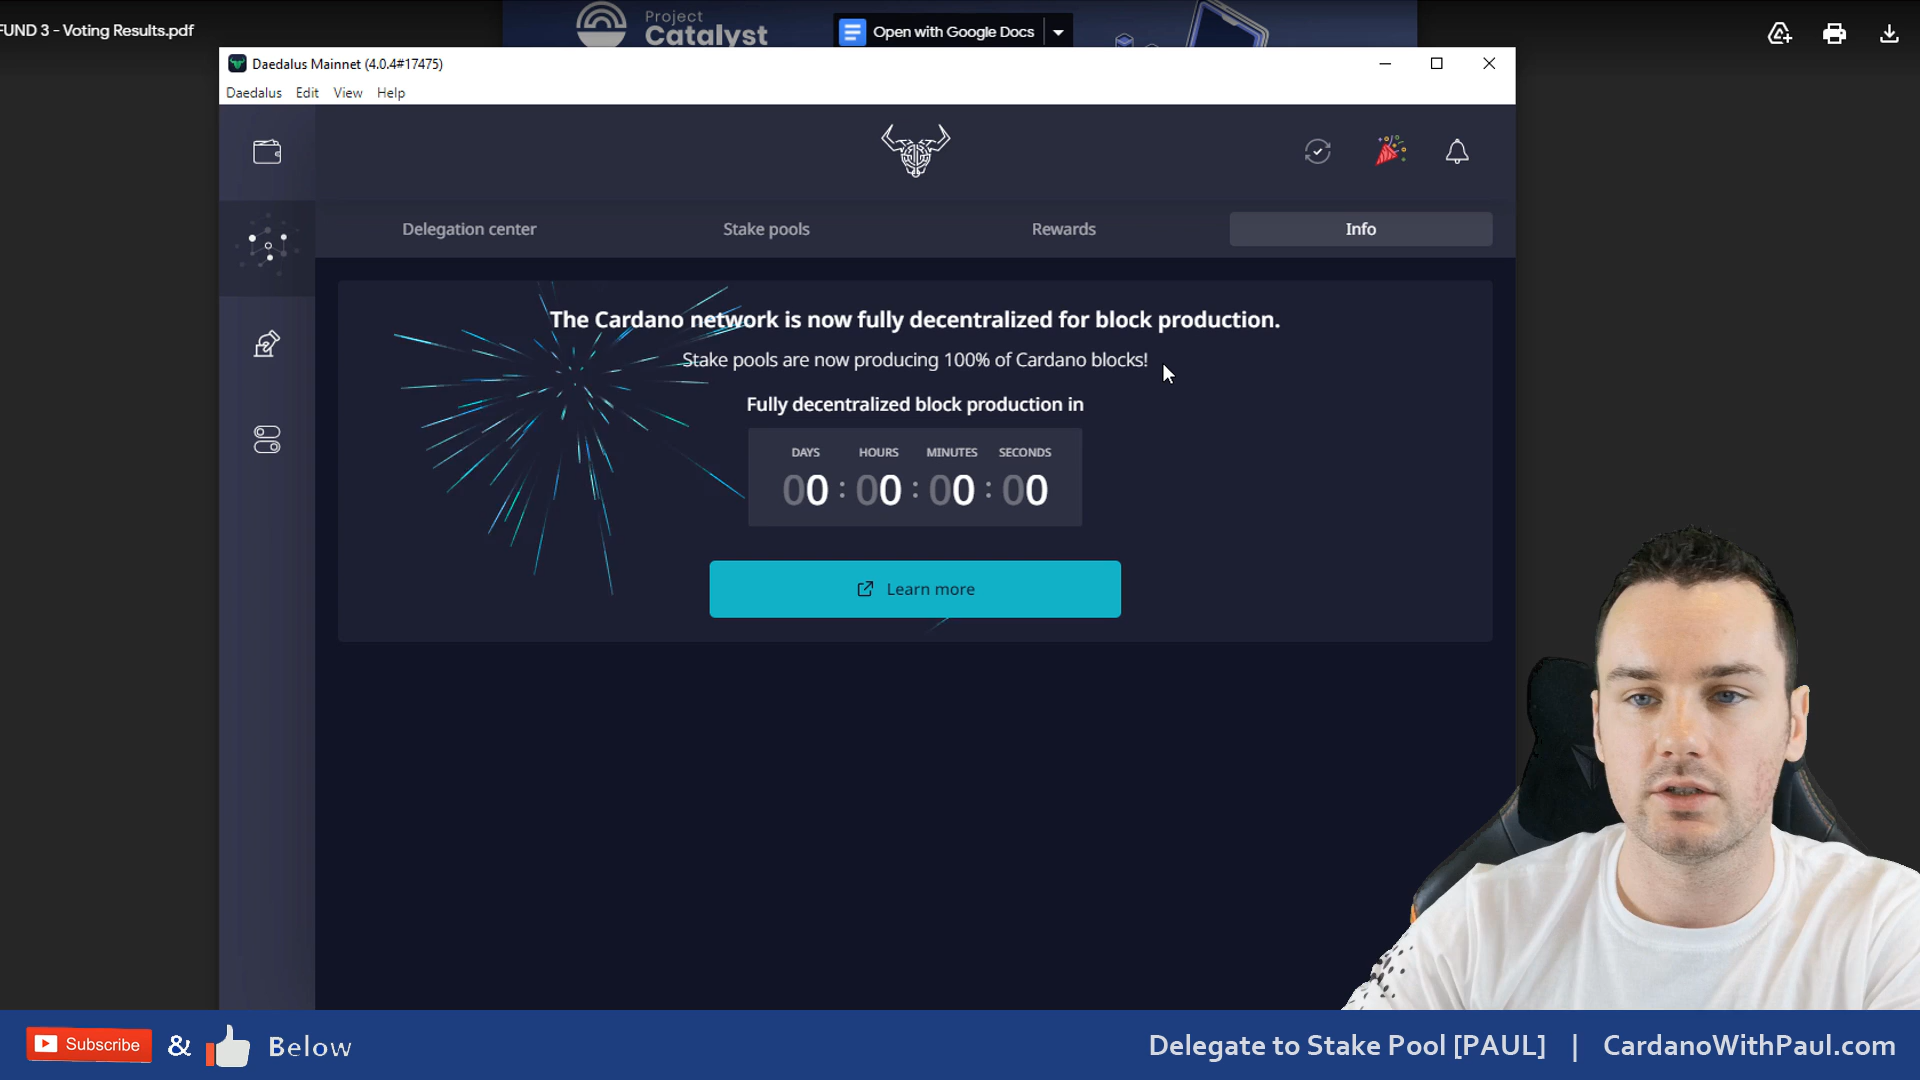 FUND 3 - Voting Results.pdf
Project
Catalyst
Open with Google Docs
Daedalus Mainnet (4.0.4#17475)
Daedalus Edit View Help
Delegation center Stake pools Rewards Info
The Cardano network is now fully decentralized for block production.
Stake pools are now producing 100% of Cardano blocks!
Fully decentralized block production in
DAYS HOURS MINUTES SECONDS
00 : 00 : 00 : 00
Learn more
Subscribe & Below
Delegate to Stake Pool [PAUL] | CardanoWithPaul.com